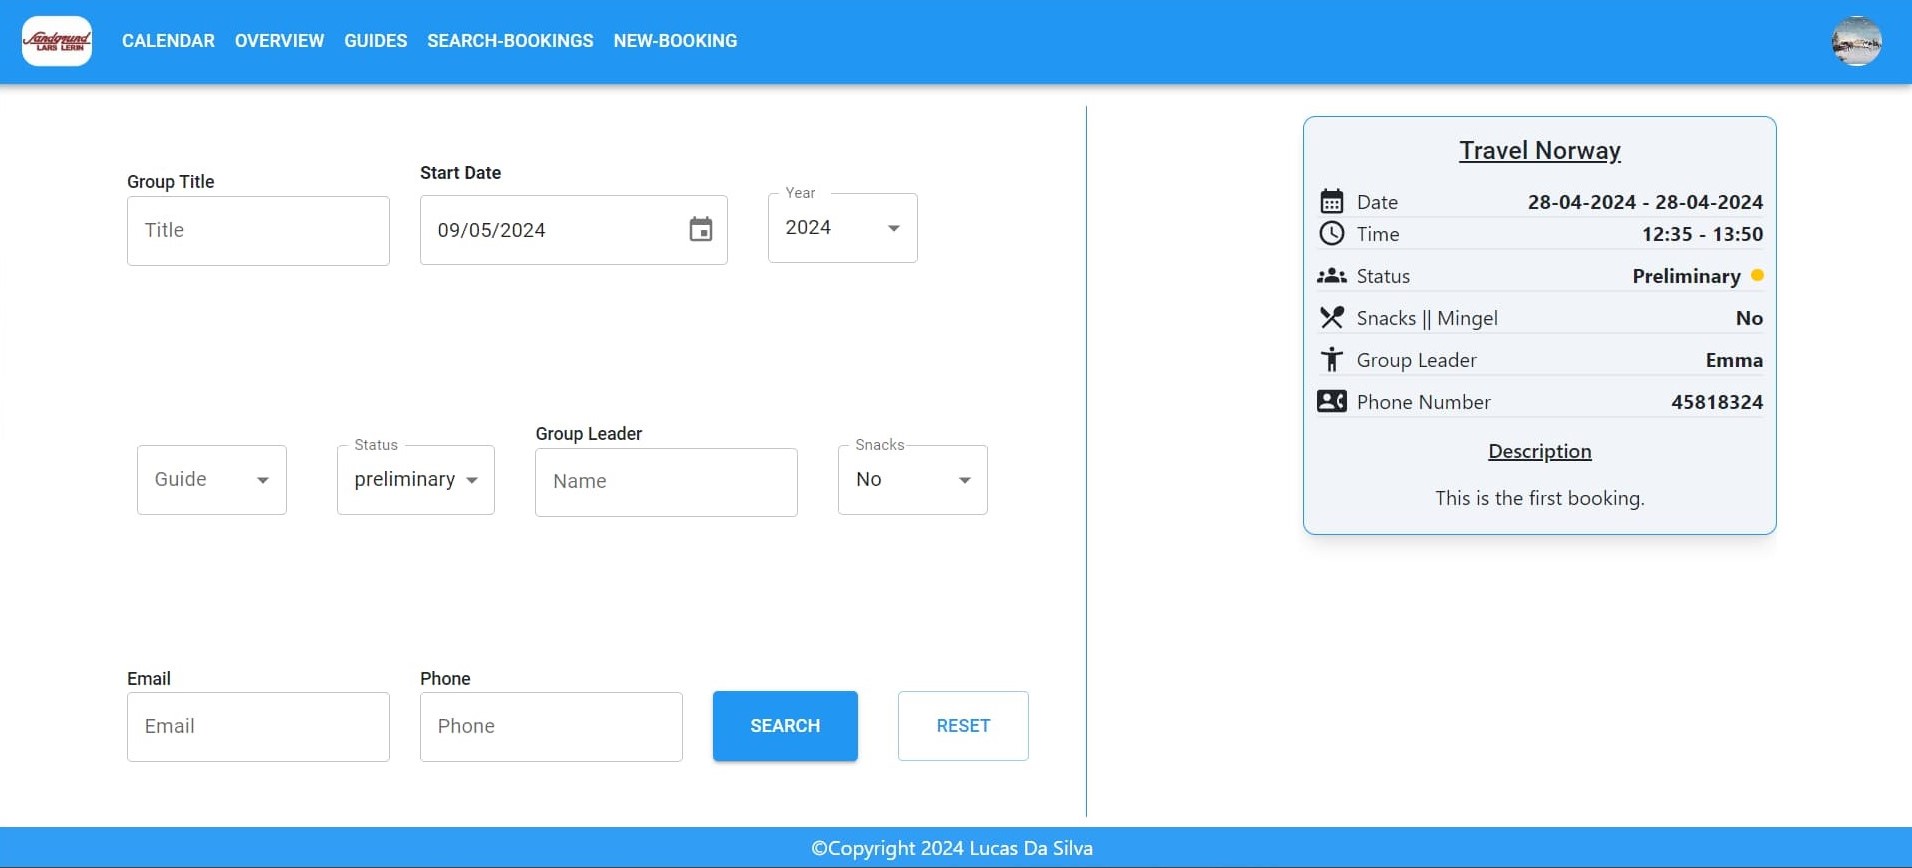 Sandgrund
LARS LERIN
CALENDAR OVERVIEW GUIDES SEARCH-BOOKINGS NEW-BOOKING
Group Title
Title
Start Date
09/05/2024
Year
2024
Guide
Status
preliminary
Group Leader
Name
Snacks
No
Email
Email
Phone
Phone
SEARCH
RESET
Travel Norway
Date 28-04-2024 - 28-04-2024
Time 12:35 - 13:50
Status Preliminary
Snacks || Mingel No
Group Leader Emma
Phone Number 45818324
Description
This is the first booking.
©Copyright 2024 Lucas Da Silva